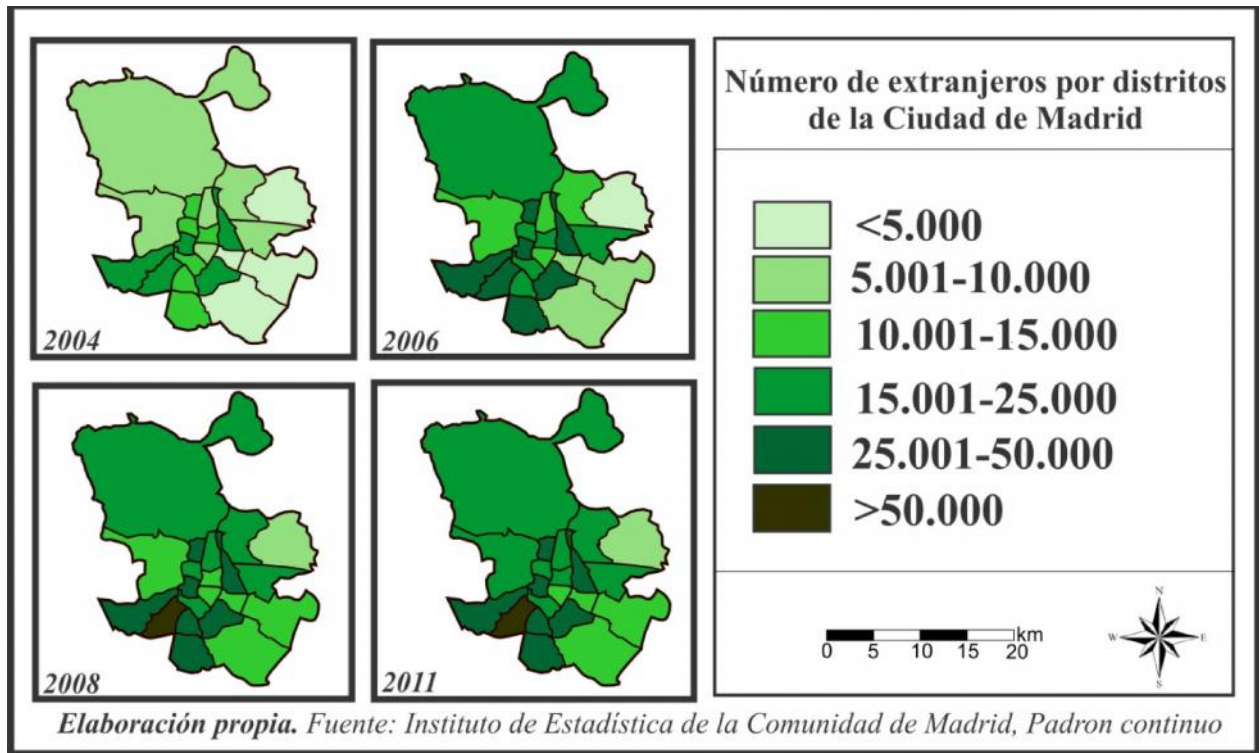 2004
2006
2008
2011
Número de extranjeros por distritos
de la Ciudad de Madrid
<5.000
5.001-10.000
10.001-15.000
15.001-25.000
25.001-50.000
>50.000
km
0 5 10 15 20
N
W E
S
Elaboración propia. Fuente: Instituto de Estadística de la Comunidad de Madrid, Padron continuo